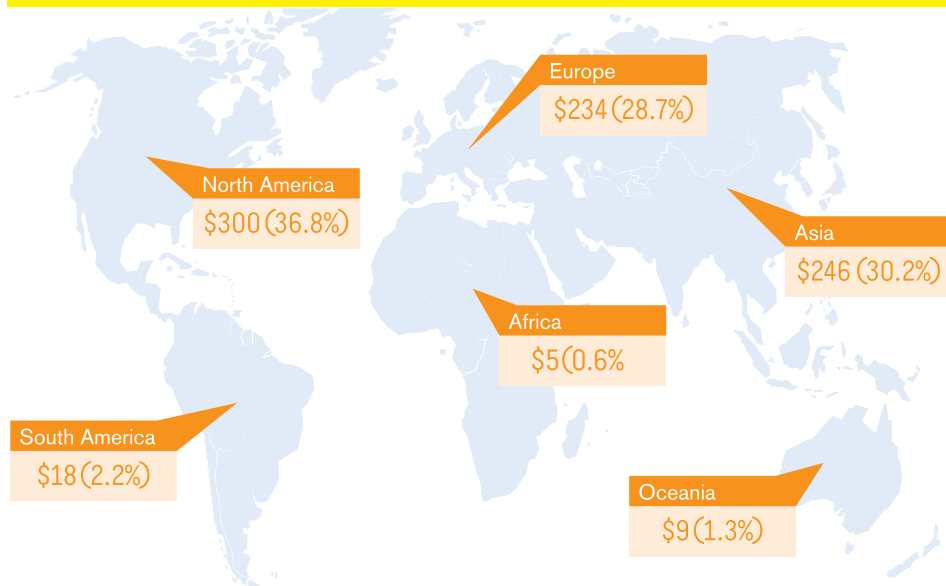 Europe
$234 (28.7%)
North America
$300 (36.8%)
Asia
$246 (30.2%)
Africa
$5 (0.6%
South America
$18 (2.2%)
Oceania
$9 (1.3%)